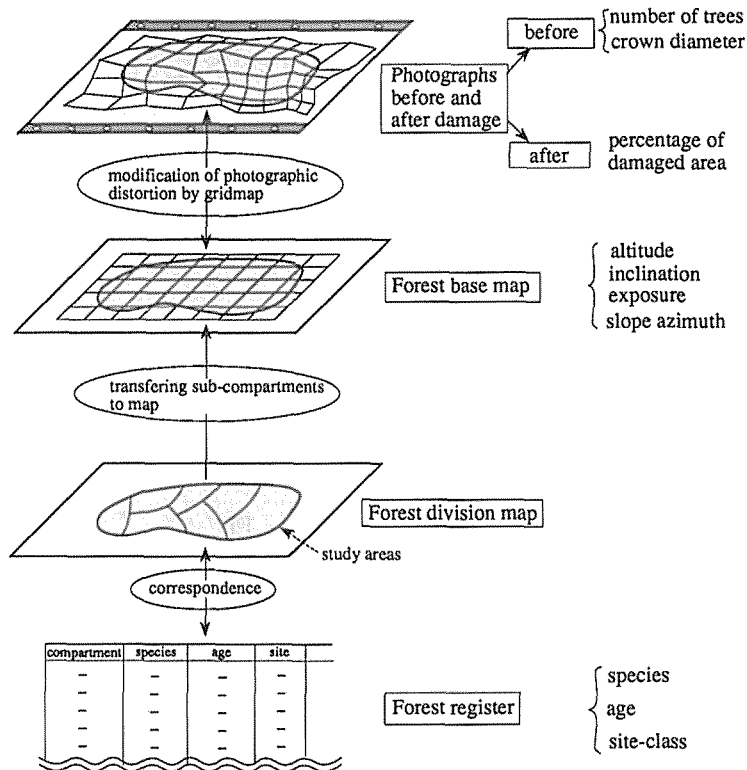 number of trees
before
crown diameter
Photographs
before and
after damage
percentage of
after
damaged area
modification of photographic
distortion by gridmap
altitude
Forest base map
inclination
exposure
slope azimuth
transfering sub-compartments
to map
Forest division map
study areas
correspondence
compartment species age site
Forest register
species
age
site-class